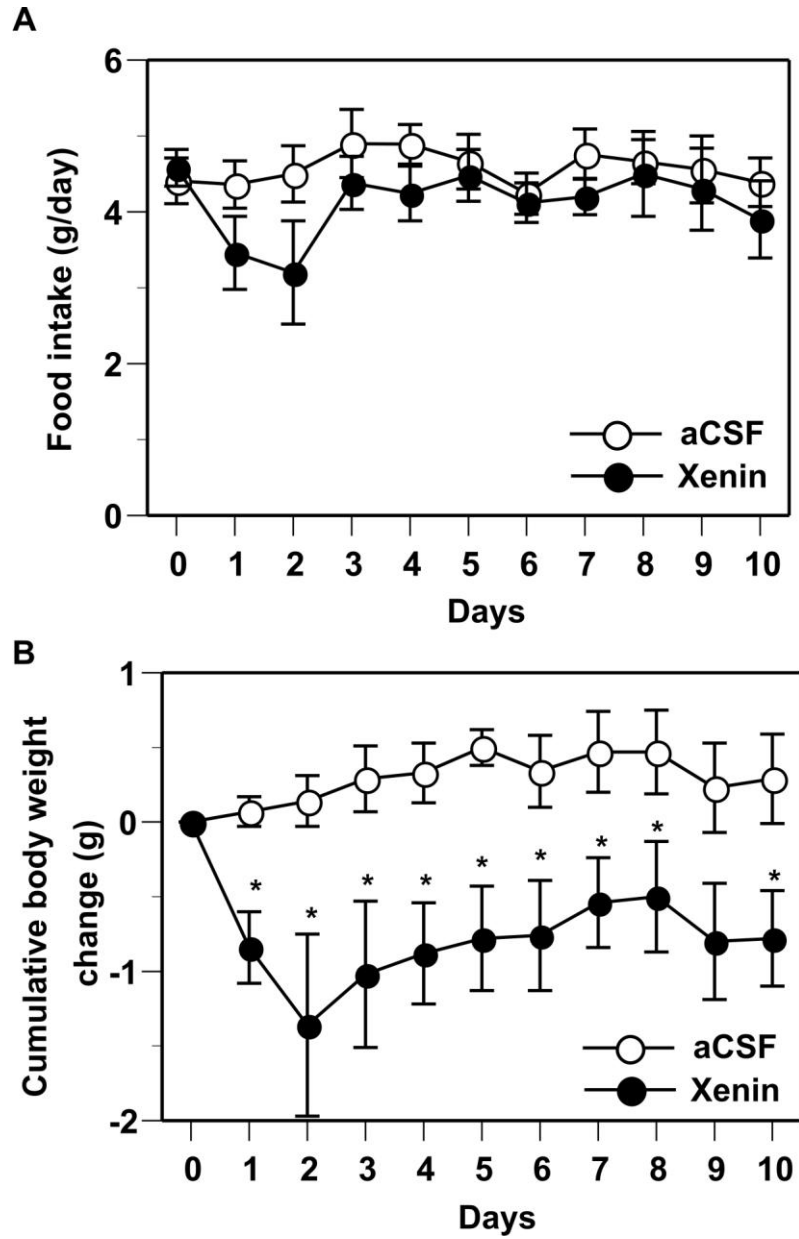 A
Food intake (g/day)
6
4
2
0
aCSF
Xenin
0 1 2 3 4 5 6 7 8 9 10
Days
B
Cumulative body weight
change (g)
1
0
-1
-2
* * * * * * * * *
aCSF
Xenin
0 1 2 3 4 5 6 7 8 9 10
Days